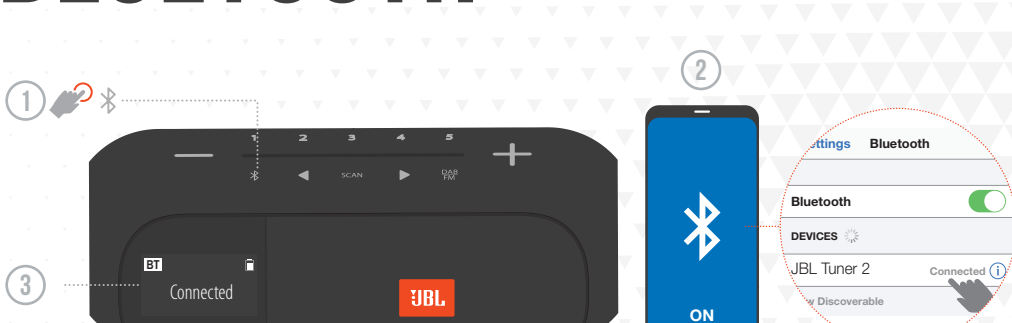 BLUETOOTH
1
2
1 2 3 4 5
SCAN
DAB
FM
ettings Bluetooth
Bluetooth
DEVICES
JBL Tuner 2 Connected i
w Discoverable
3
BT
Connected
JBL
ON